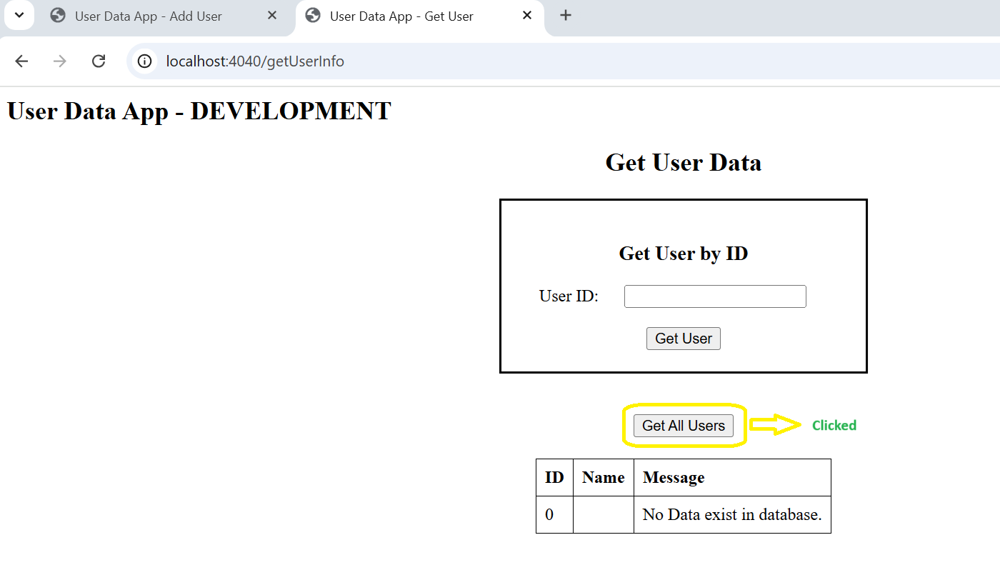 User Data App - Add User
User Data App - Get User
localhost:4040/getUserInfo
User Data App - DEVELOPMENT
Get User Data
Get User by ID
User ID:
Get User
Get All Users
Clicked
ID Name Message
0 No Data exist in database.